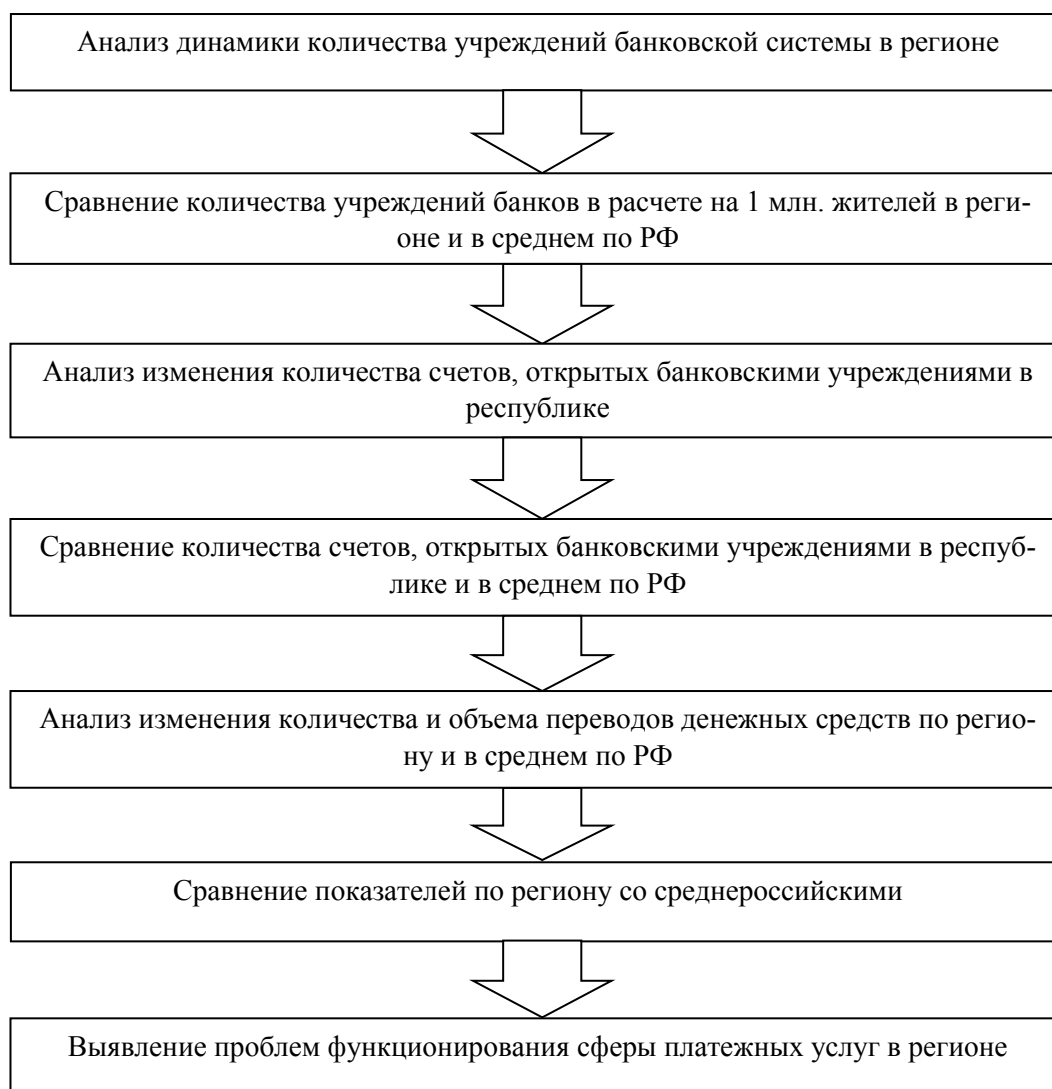 Анализ динамики количества учреждений банковской системы в регионе
Сравнение количества учреждений банков в расчете на 1 млн. жителей в реги-
оне и в среднем по РФ
Анализ изменения количества счетов, открытых банковскими учреждениями в
республике
Сравнение количества счетов, открытых банковскими учреждениями в респуб-
лике и в среднем по РФ
Анализ изменения количества и объема переводов денежных средств по регио-
ну и в среднем по РФ
Сравнение показателей по региону со среднероссийскими
Выявление проблем функционирования сферы платежных услуг в регионе